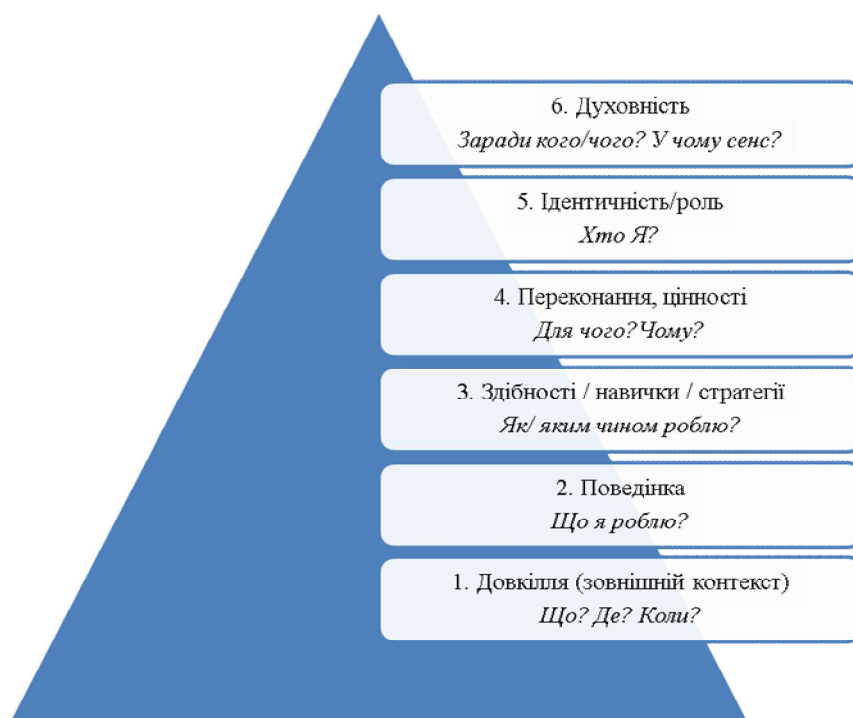 6. Духовність
Заради кого/чого? У чому сенс?
5. Ідентичність/роль
Хто Я?
4. Переконання, цінності
Для чого? Чому?
3. Здібності / навички / стратегії
Як/ яким чином роблю?
2. Поведінка
Що я роблю?
1. Довкілля (зовнішній контекст)
Що? Де? Коли?